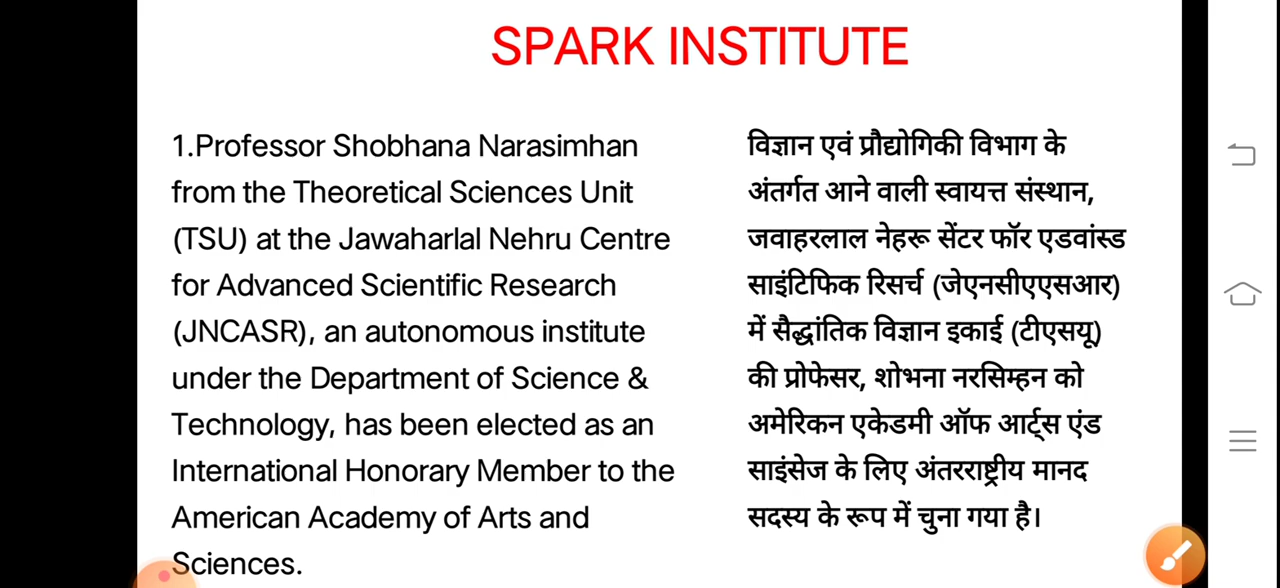 SPARK INSTITUTE
1.Professor Shobhana Narasimhan
from the Theoretical Sciences Unit
(TSU) at the Jawaharlal Nehru Centre
for Advanced Scientific Research
(JNCASR), an autonomous institute
under the Department of Science &
Technology, has been elected as an
International Honorary Member to the
American Academy of Arts and
Sciences.
विज्ञान एवं प्रौद्योगिकी विभाग के
अंतर्गत आने वाली स्वायत्त संस्थान,
जवाहरलाल नेहरू सेंटर फॉर एडवांस्ड
साइंटिफिक रिसर्च (जेएनसीएएसआर)
में सैद्धांतिक विज्ञान इकाई (टीएसयू)
की प्रोफेसर, शोभना नरसिम्हन को
अमेरिकन एकेडमी ऑफ आर्ट्स एंड
साइंसेज के लिए अंतरराष्ट्रीय मानद
सदस्य के रूप में चुना गया है।